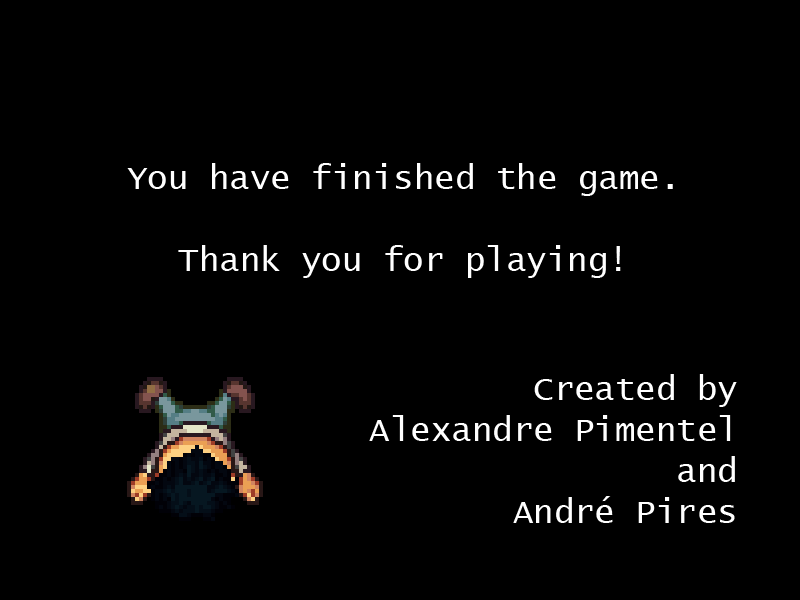 You have finished the game.
Thank you for playing!
Created by
Alexandre Pimentel
and
André Pires